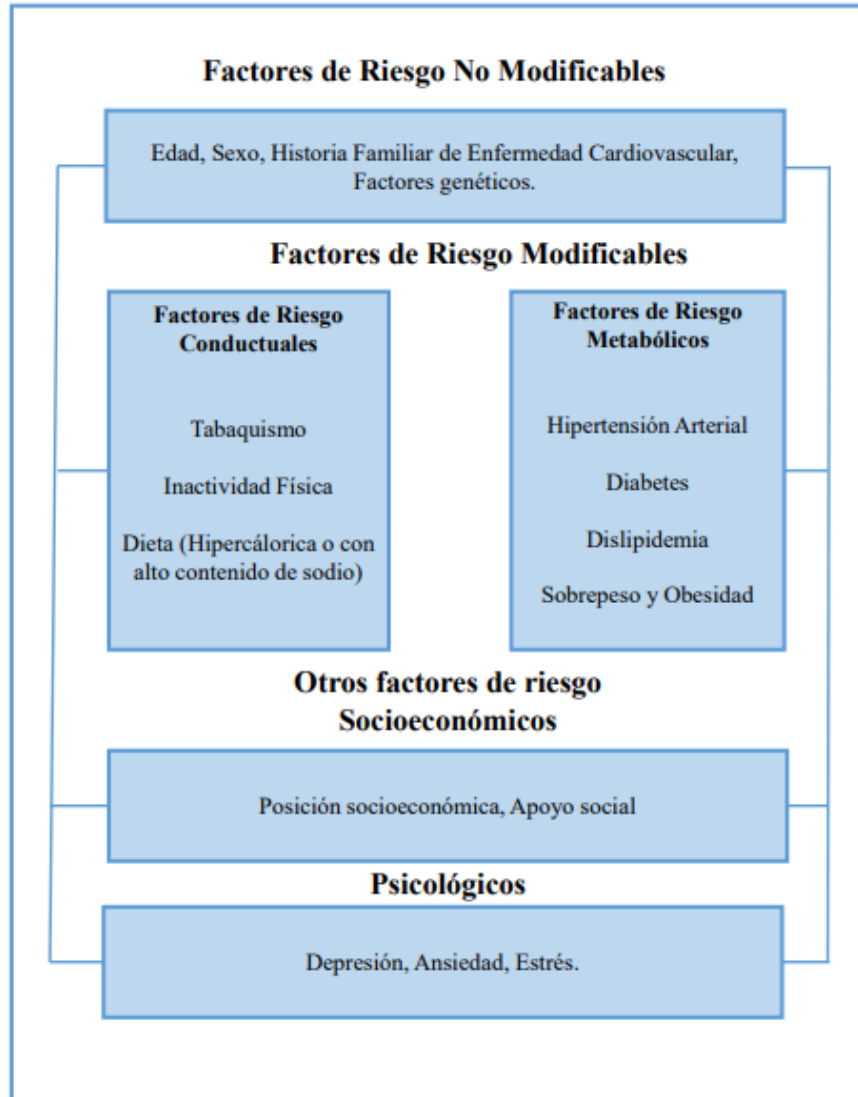 Factores de Riesgo No Modificables
Edad, Sexo, Historia Familiar de Enfermedad Cardiovascular,
Factores genéticos.
Factores de Riesgo Modificables
Factores de Riesgo
Conductuales
Tabaquismo
Inactividad Física
Dieta (Hipercálorica o con
alto contenido de sodio)
Factores de Riesgo
Metabólicos
Hipertensión Arterial
Diabetes
Dislipidemia
Sobrepeso y Obesidad
Otros factores de riesgo
Socioeconómicos
Posición socioeconómica, Apoyo social
Psicológicos
Depresión, Ansiedad, Estrés.